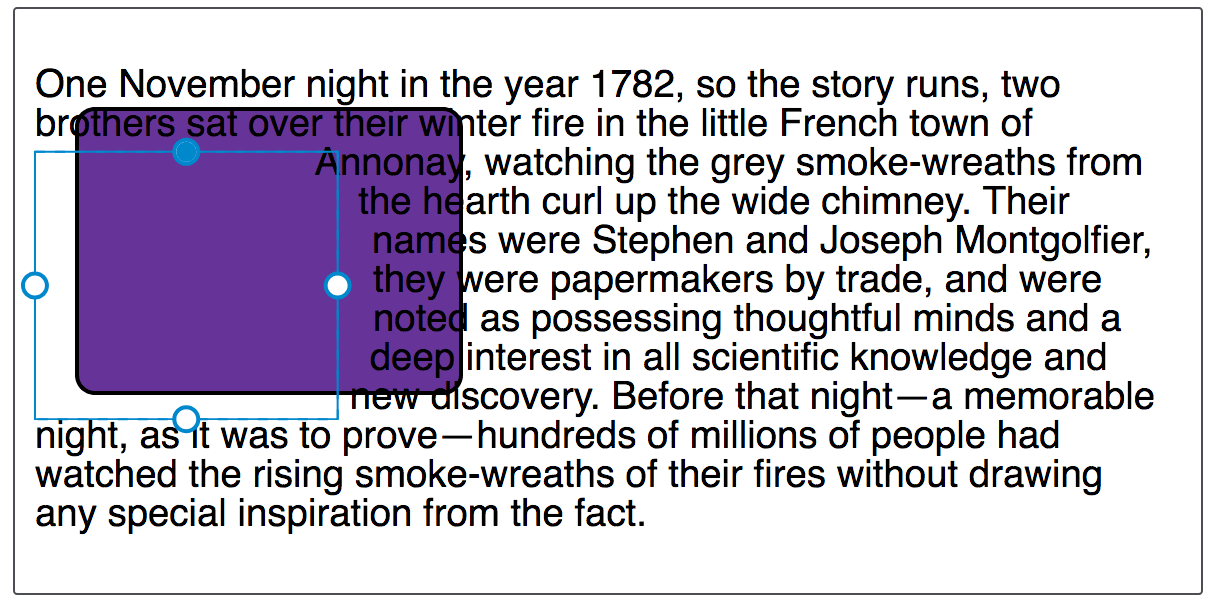 One November night in the year 1782, so the story runs, two
brothers sat over their winter fire in the little French town of
Annonay, watching the grey smoke-wreaths from
the hearth curl up the wide chimney. Their
names were Stephen and Joseph Montgolfier,
they were papermakers by trade, and were
noted as possessing thoughtful minds and a
deep interest in all scientific knowledge and
new discovery. Before that night—a memorable
night, as it was to prove—hundreds of millions of people had
watched the rising smoke-wreaths of their fires without drawing
any special inspiration from the fact.